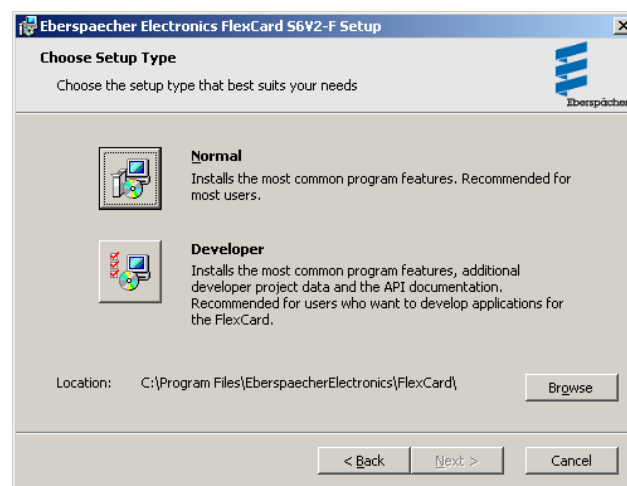 Eberspaecher Electronics FlexCard S6V2-F Setup
Choose Setup Type
Choose the setup type that best suits your needs
Eberspächer
Normal
Installs the most common program features. Recommended for
most users.
Developer
Installs the most common program features, additional
developer project data and the API documentation.
Recommended for users who want to develop applications for
the FlexCard.
Location: C:\Program Files\EberspaecherElectronics\FlexCard\ Browse
< Back Next > Cancel